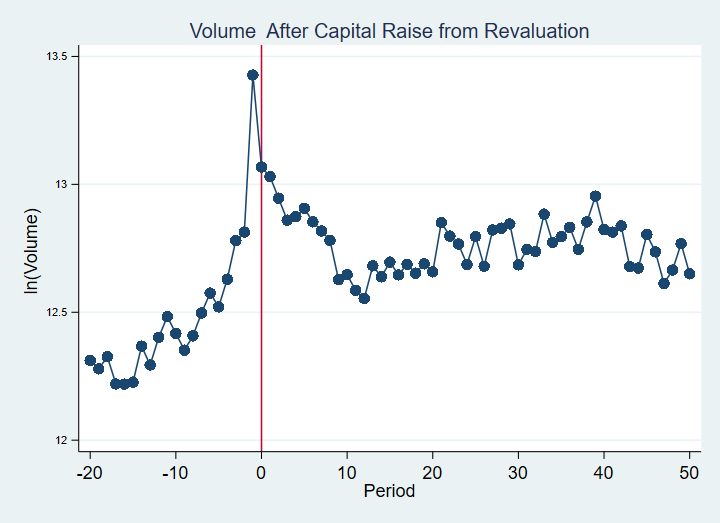 Volume  After Capital Raise from Revaluation
13.5
13
12.5
12
ln(Volume)
-20 -10 0 10 20 30 40 50
Period